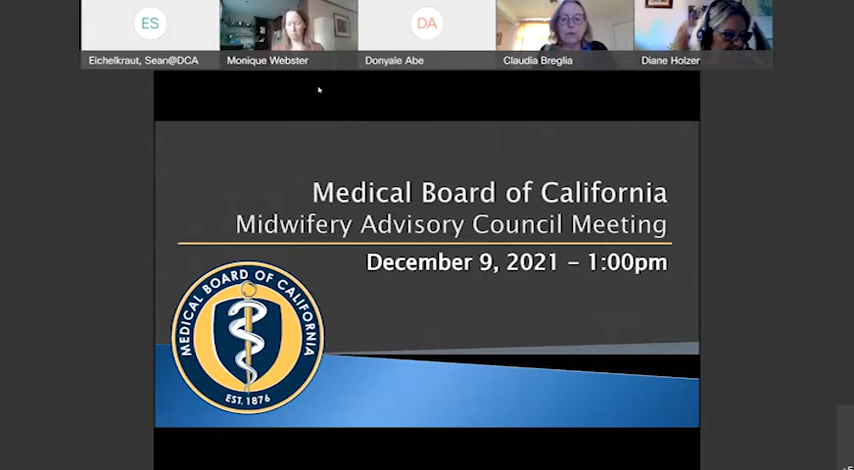 ES
DA
Eichelkraut, Sean@DCA
Monique Webster
Donyale Abe
Claudia Breglia
Diane Holzer
Medical Board of California
Midwifery Advisory Council Meeting
December 9, 2021 – 1:00pm
MEDICAL BOARD OF CALIFORNIA
EST. 1876